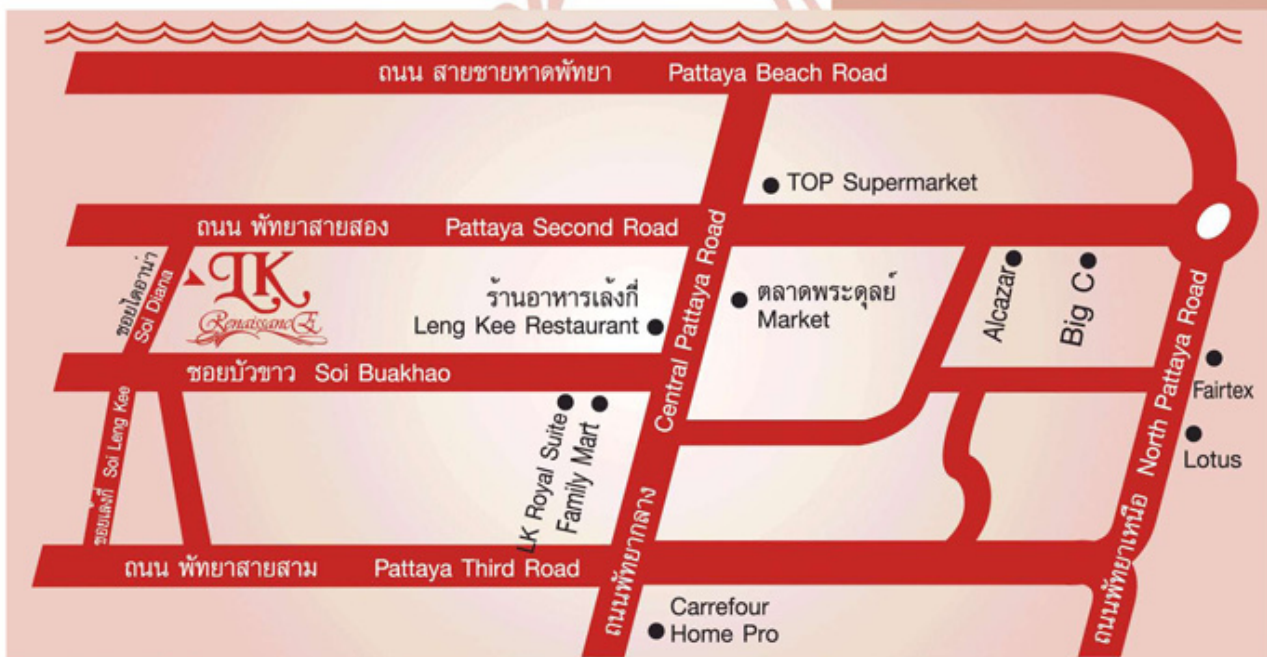 ถนน สายชายหาดพัทยา Pattaya Beach Road
TOP Supermarket
ถนน พัทยาสายสอง Pattaya Second Road
ซอยไดอาน่า
Soi Diana
LK
Renaissance
ร้านอาหารเล้งกี่
Leng Kee Restaurant
Central Pattaya Road
ถนนพัทยากลาง
ตลาดพระดุลย์
Market
Alcazar
Big C
North Pattaya Road
ถนนพัทยาเหนือ
Fairtex
Lotus
ซอยบัวขาว Soi Buakhao
ซอยเล้งกี่ Soi Leng Kee
LK Royal Suite
Family Mart
ถนน พัทยาสายสาม Pattaya Third Road
Carrefour
Home Pro